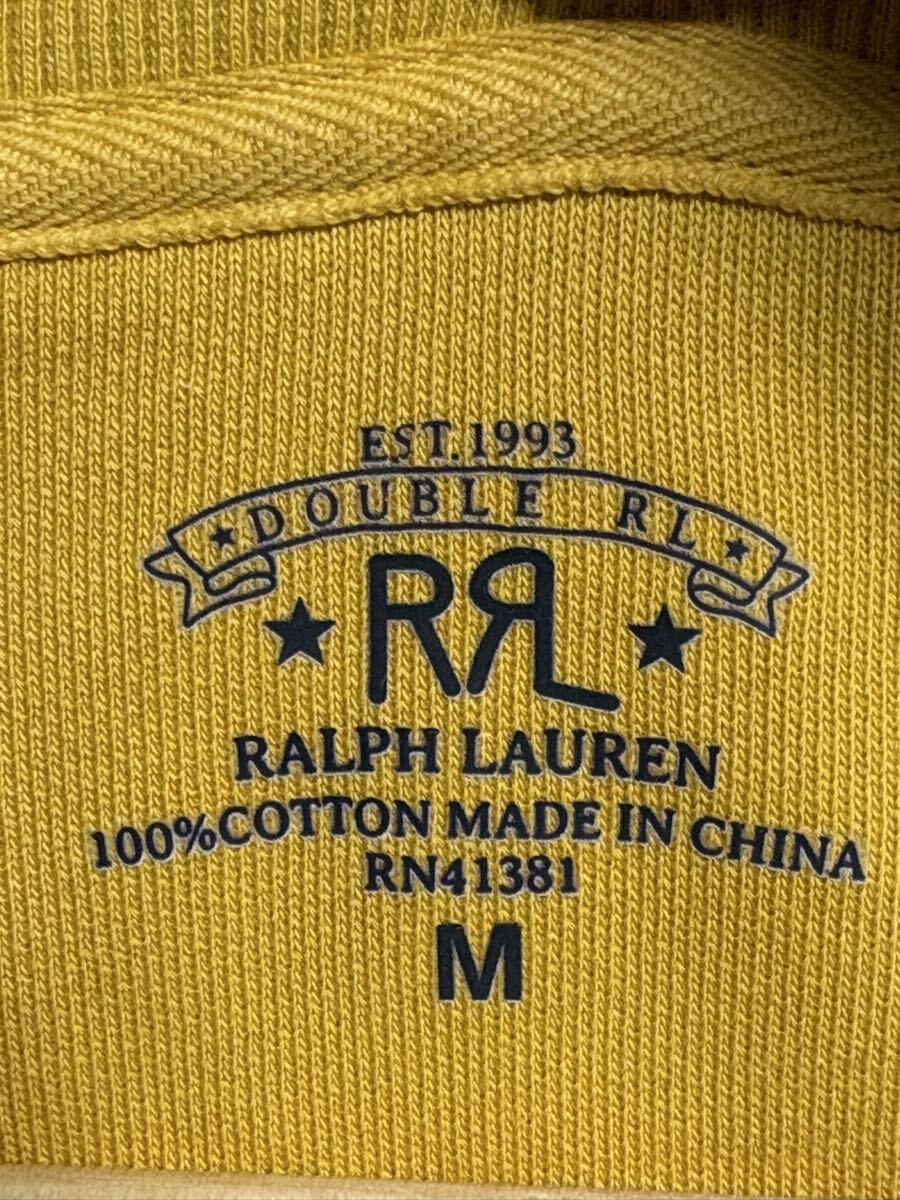 EST.1993
★DOUBLE RL★
★RRL★
RALPH LAUREN
100%COTTON MADE IN CHINA
RN41381
M